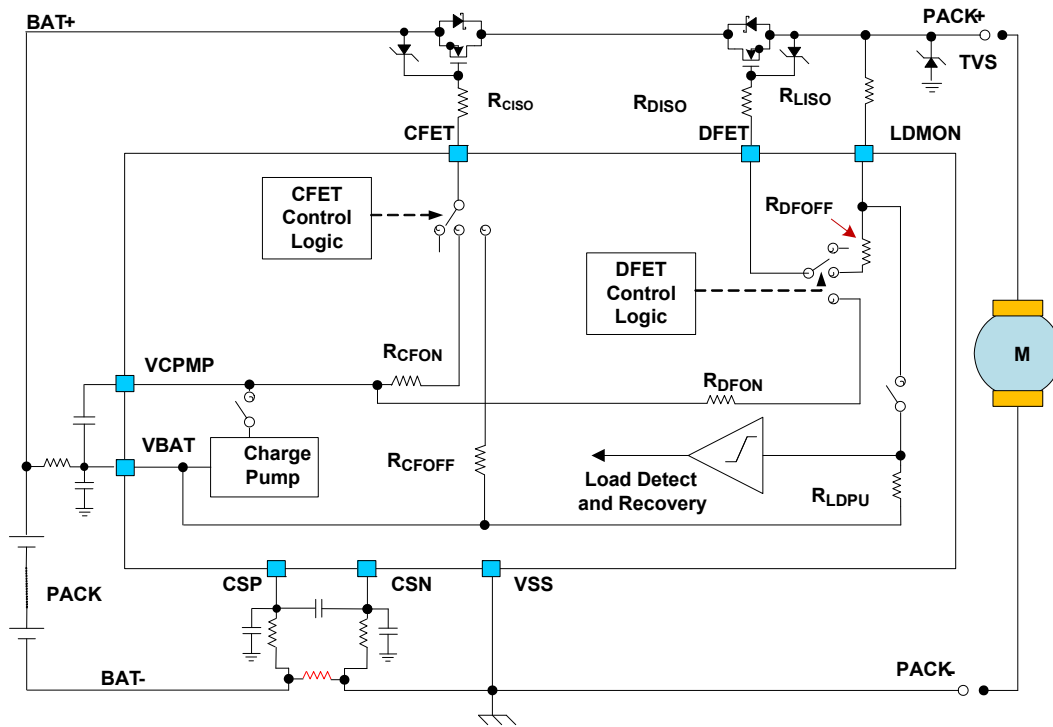 BAT+
PACK+
TVS
RCISO
RDISO
RLISO
CFET
DFET
LDMON
CFET
Control
Logic
RDFOFF
DFET
Control
Logic
M
VCPMP
RCFON
RDFON
VBAT
Charge
Pump
RCFOFF
Load Detect
and Recovery
RLDPU
PACK
CSP
CSN
VSS
BAT-
PACK-